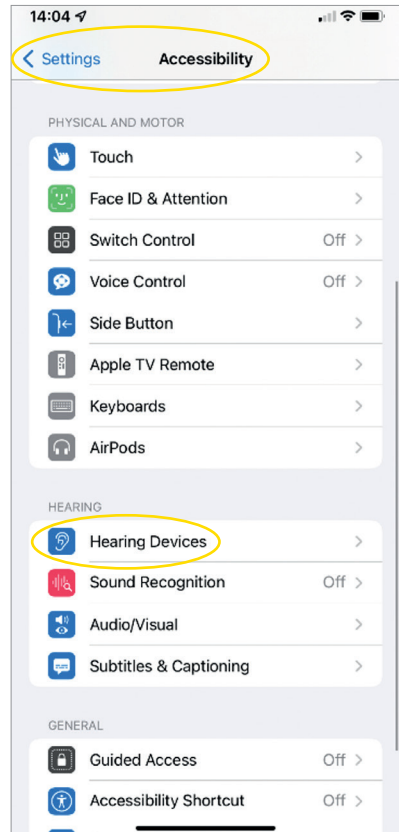 14:04
Settings Accessibility
PHYSICAL AND MOTOR
Touch
Face ID & Attention
Switch Control Off
Voice Control Off
Side Button
Apple TV Remote
Keyboards
AirPods
HEARING
Hearing Devices
Sound Recognition Off
Audio/Visual
Subtitles & Captioning
GENERAL
Guided Access Off
Accessibility Shortcut Off